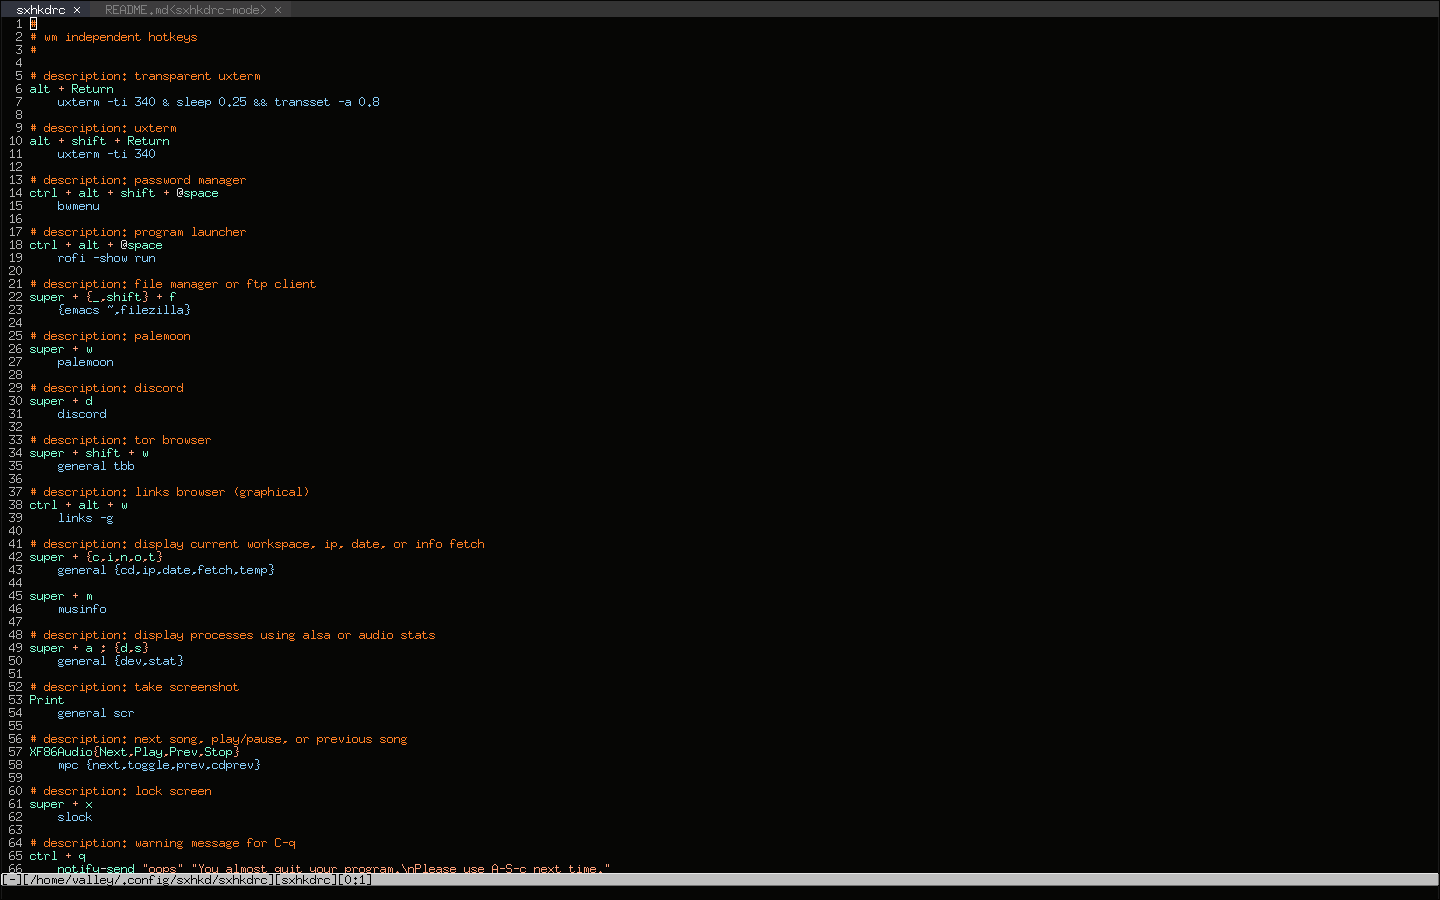 sxhkdrc × README.md<sxhkdrc-mode> ×
1 #
2 # wm independent hotkeys
3 #
4
5 # description: transparent uxterm
6 alt + Return
7     uxterm -ti 340 & sleep 0.25 && transset -a 0.8
8
9 # description: uxterm
10 alt + shift + Return
11     uxterm -ti 340
12
13 # description: password manager
14 ctrl + alt + shift + @space
15     bwmenu
16
17 # description: program launcher
18 ctrl + alt + @space
19     rofi -show run
20
21 # description: file manager or ftp client
22 super + {_,shift} + f
23     {emacs ~,filezilla}
24
25 # description: palemoon
26 super + w
27     palemoon
28
29 # description: discord
30 super + d
31     discord
32
33 # description: tor browser
34 super + shift + w
35     general tbb
36
37 # description: links browser (graphical)
38 ctrl + alt + w
39     links -g
40
41 # description: display current workspace, ip, date, or info fetch
42 super + {c,i,n,o,t}
43     general {cd,ip,date,fetch,temp}
44
45 super + m
46     musinfo
47
48 # description: display processes using alsa or audio stats
49 super + a ; {d,s}
50     general {dev,stat}
51
52 # description: take screenshot
53 Print
54     general scr
55
56 # description: next song, play/pause, or previous song
57 XF86Audio{Next,Play,Prev,Stop}
58     mpc {next,toggle,prev,cdprev}
59
60 # description: lock screen
61 super + x
62     slock
63
64 # description: warning message for C-q
65 ctrl + q
66     notify-send "oops" "You almost quit your program.\nPlease use A-S-c next time."
[-][/home/valley/.config/sxhkd/sxhkdrc][sxhkdrc][0:1]